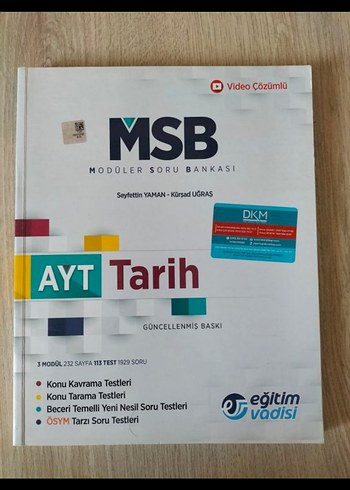 Video Çözümlü
MSB
MODÜLER SORU BANKASI
Seyfettin YAMAN - Kürşad UĞRAŞ
DKM
AYT Tarih
GÜNCELLENMİŞ BASKI
3 MODÜL 232 SAYFA 113 TEST 1929 SORU
Konu Kavrama Testleri
Konu Tarama Testleri
Beceri Temelli Yeni Nesil Soru Testleri
ÖSYM Tarzı Soru Testleri
eğitim
vadisi